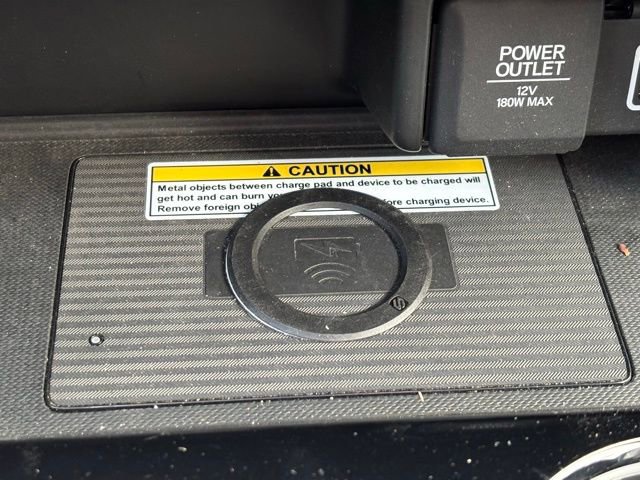 POWER
OUTLET
12V
180W MAX
CAUTION
Metal objects between charge pad and device to be charged will
get hot and can burn
Remove foreign before charging device.